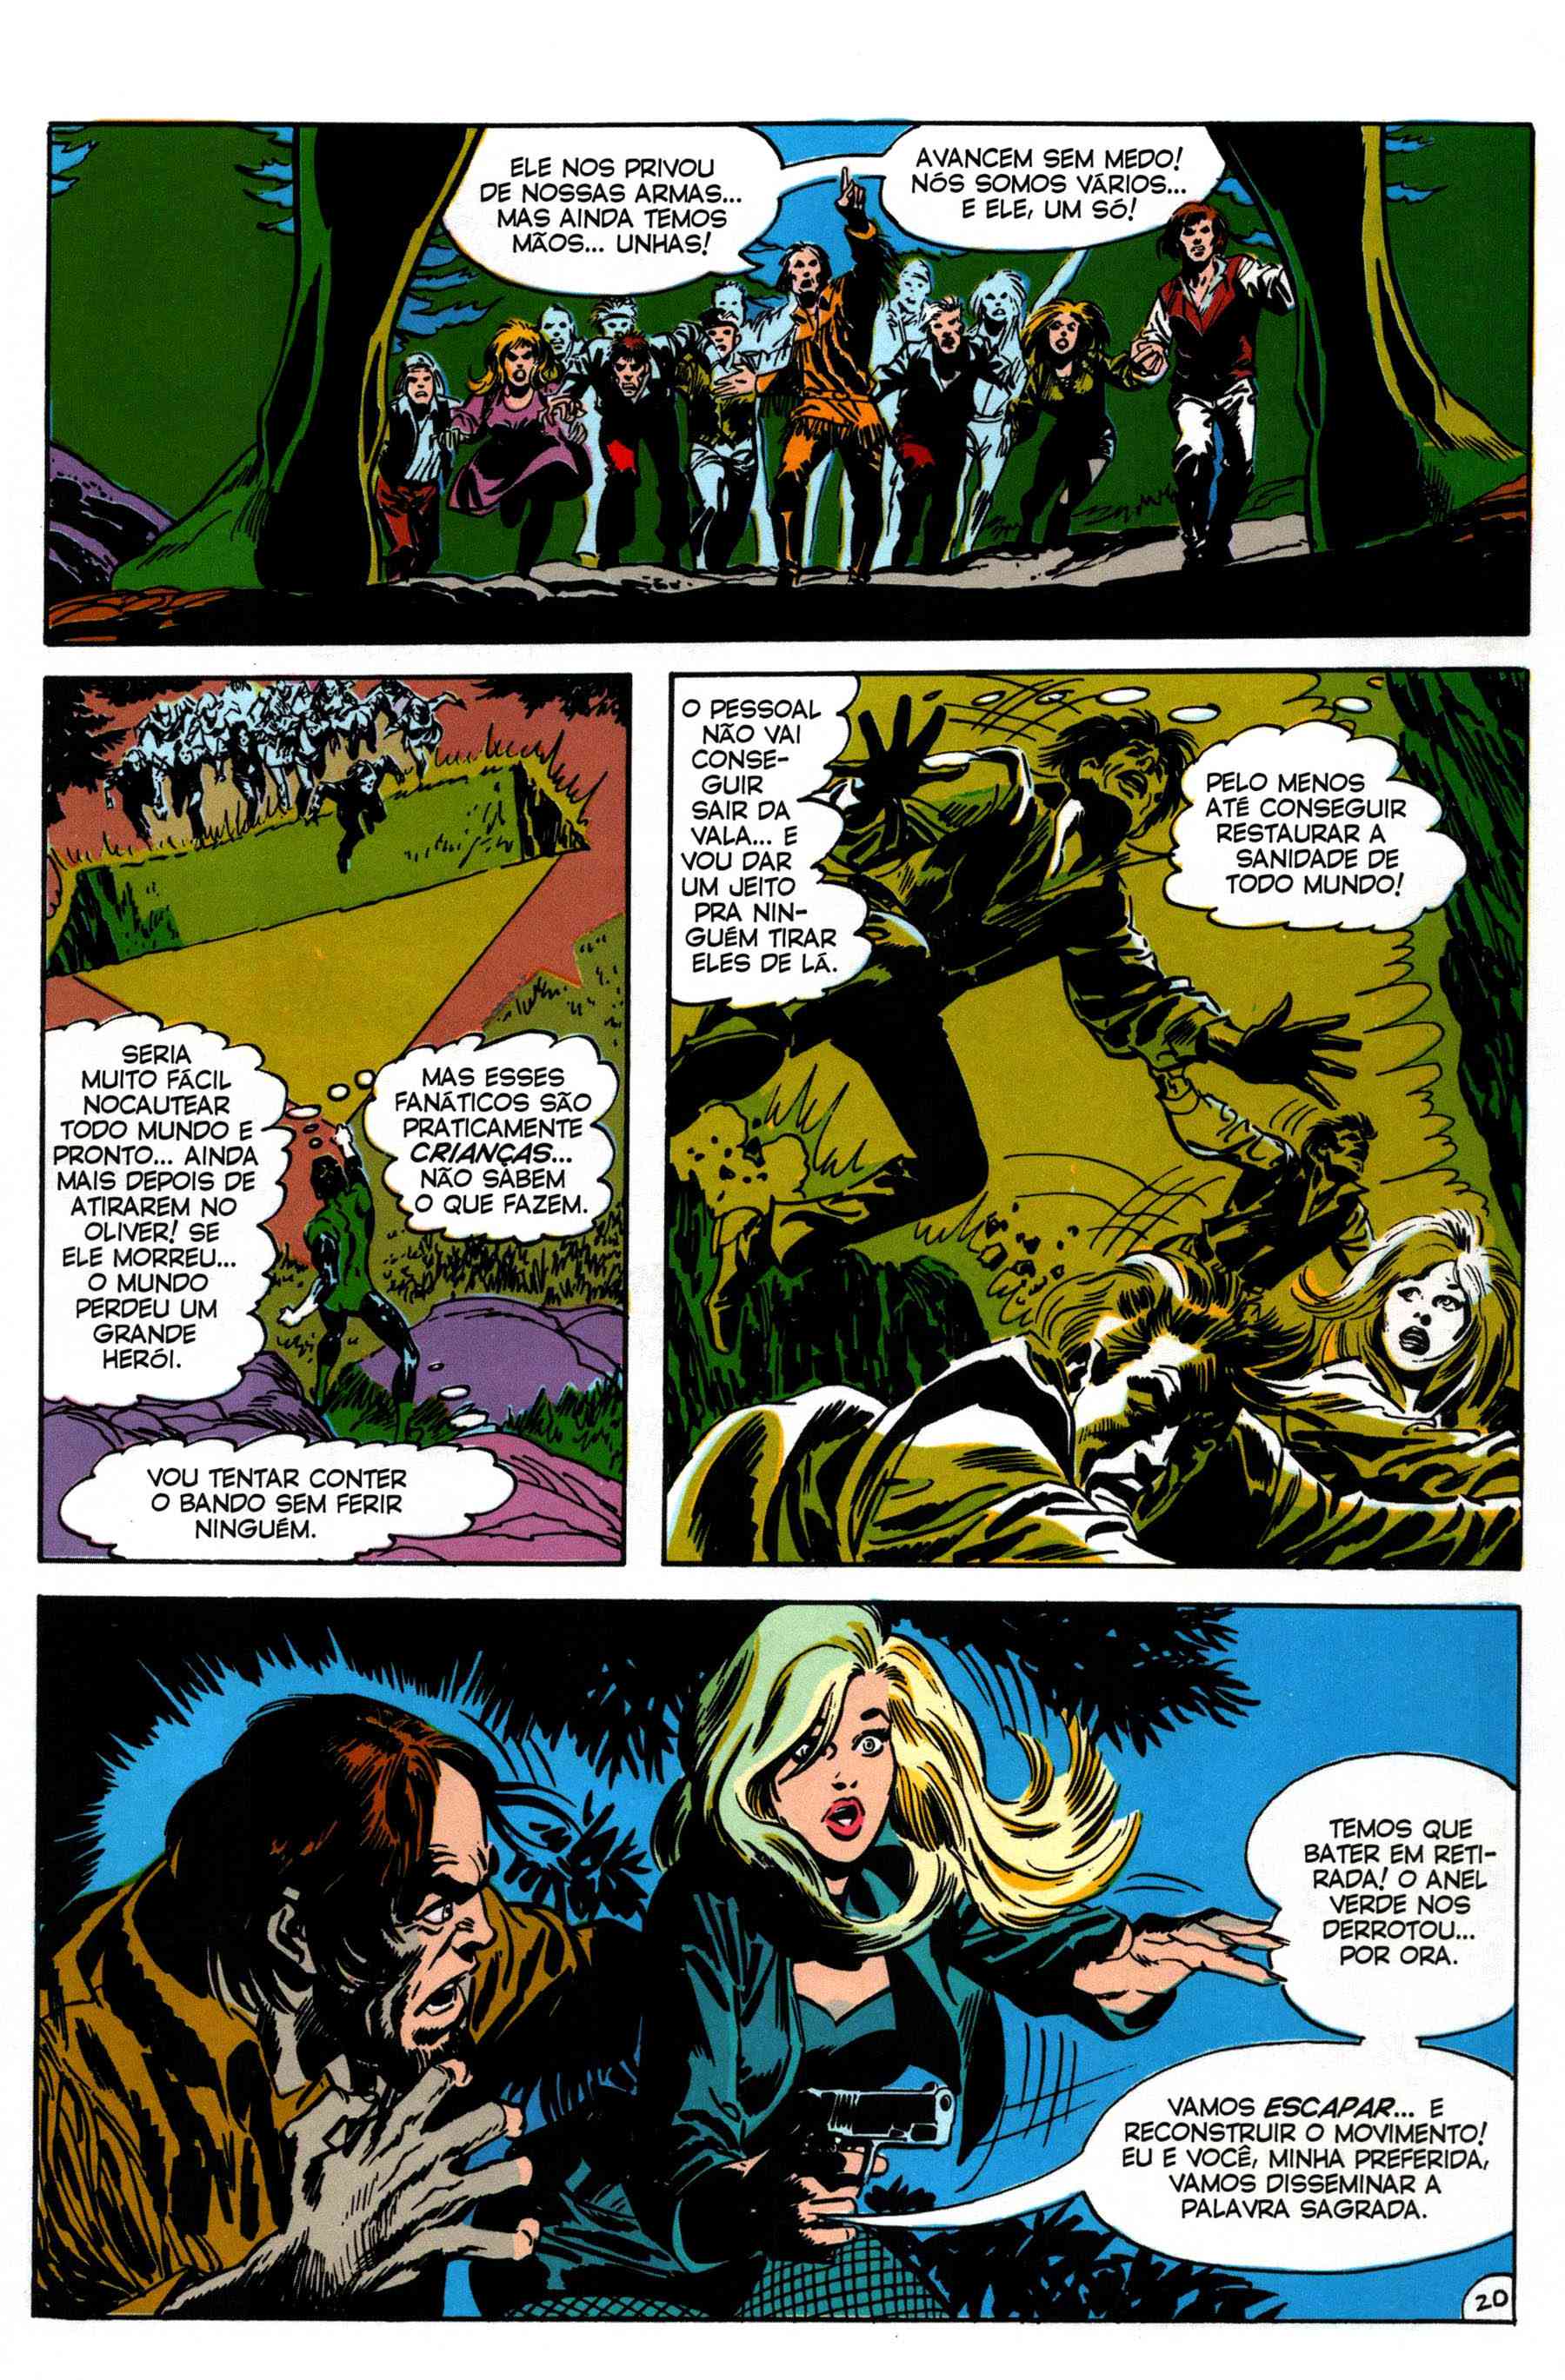 ELE NOS PRIVOU
DE NOSSAS ARMAS...
MAS AINDA TEMOS
MÃOS... UNHAS!
AVANCEM SEM MEDO!
NÓS SOMOS VÁRIOS...
E ELE, UM SÓ!
SERIA
MUITO FÁCIL
NOCAUTEAR
TODO MUNDO E
PRONTO... AINDA
MAIS DEPOIS DE
ATIRAREM NO
OLIVER! SE
ELE MORREU...
O MUNDO
PERDEU UM
GRANDE
HERÓI.
MAS ESSES
FANÁTICOS SÃO
PRATICAMENTE
CRIANÇAS...
NÃO SABEM
O QUE FAZEM.
VOU TENTAR CONTER
O BANDO SEM FERIR
NINGUÉM.
O PESSOAL
NÃO VAI
CONSE-
GUIR
SAIR DA
VALA... E
VOU DAR
UM JEITO
PRA NIN-
GUÉM TIRAR
ELES DE LÁ.
PELO MENOS
ATÉ CONSEGUIR
RESTAURAR A
SANIDADE DE
TODO MUNDO!
TEMOS QUE
BATER EM RETI-
RADA! O ANEL
VERDE NOS
DERROTOU...
POR ORA.
VAMOS ESCAPAR... E
RECONSTRUIR O MOVIMENTO!
EU E VOCÊ, MINHA PREFERIDA,
VAMOS DISSEMINAR A
PALAVRA SAGRADA.
20